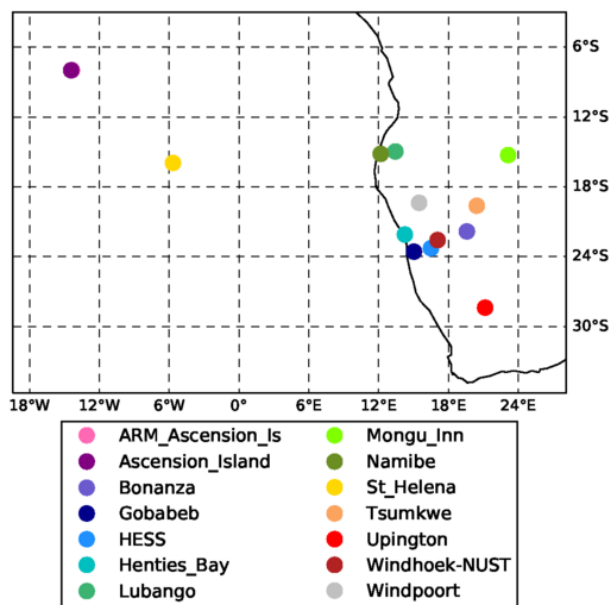 6°S
12°S
18°S
24°S
30°S
18°W 12°W 6°W 0°E 6°E 12°E 18°E 24°E
ARM_Ascension_Is
Ascension_Island
Bonanza
Gobabeb
HESS
Henties_Bay
Lubango
Mongu_Inn
Namibe
St_Helena
Tsumkwe
Upington
Windhoek-NUST
Windpoort